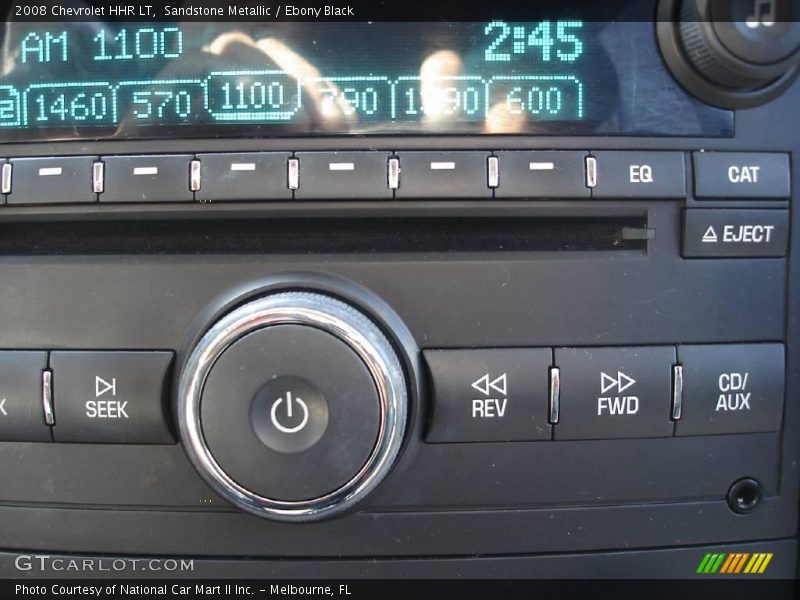 2008 Chevrolet HHR LT, Sandstone Metallic / Ebony Black
AM 1100 2:45
1460 570 1100 600
EQ CAT
EJECT
SEEK REV FWD CD/
AUX
GTCARLOT.COM
Photo Courtesy of National Car Mart II Inc. - Melbourne, FL